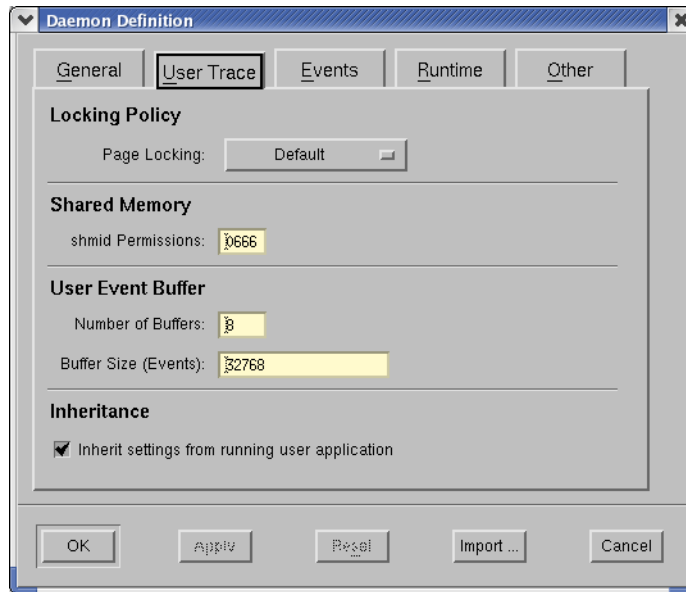 Daemon Definition
General User Trace Events Runtime Other
Locking Policy
Page Locking: Default
Shared Memory
shmid Permissions: 0666
User Event Buffer
Number of Buffers: 8
Buffer Size (Events): 32768
Inheritance
Inherit settings from running user application
OK Apply Reset Import ... Cancel